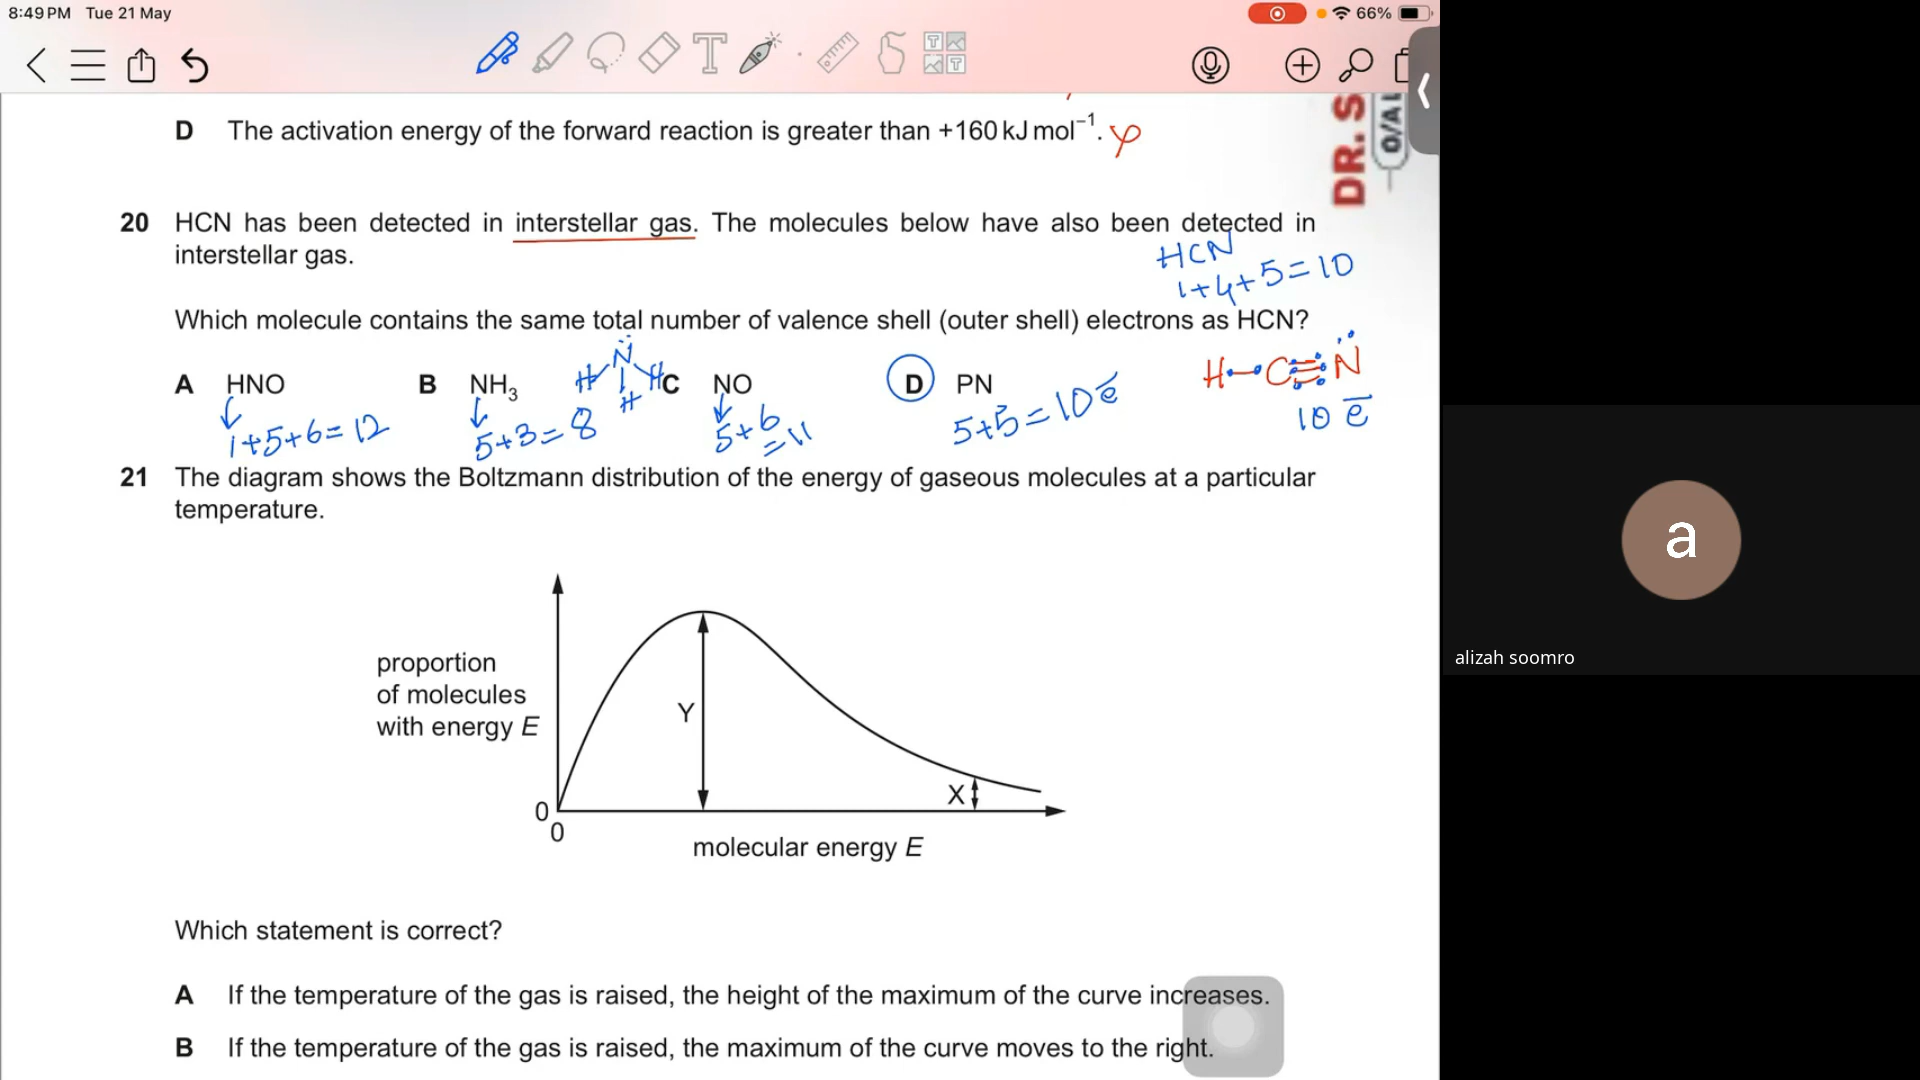 8:49 PM Tue 21 May
66%
D The activation energy of the forward reaction is greater than +160 kJ mol⁻¹.
DR. S
O/AL
20 HCN has been detected in interstellar gas. The molecules below have also been detected in
interstellar gas.
HCN
1+4+5=10
Which molecule contains the same total number of valence shell (outer shell) electrons as HCN?
A HNO B NH₃ C NO D PN
N
H H
H
H C N
1+5+6=12
5+3=8
5+6
=11
5+5=10e̅
10 e̅
21 The diagram shows the Boltzmann distribution of the energy of gaseous molecules at a particular
temperature.
proportion
of molecules
with energy E
Y
X
0
0
molecular energy E
Which statement is correct?
A If the temperature of the gas is raised, the height of the maximum of the curve increases.
B If the temperature of the gas is raised, the maximum of the curve moves to the right.
a
alizah soomro